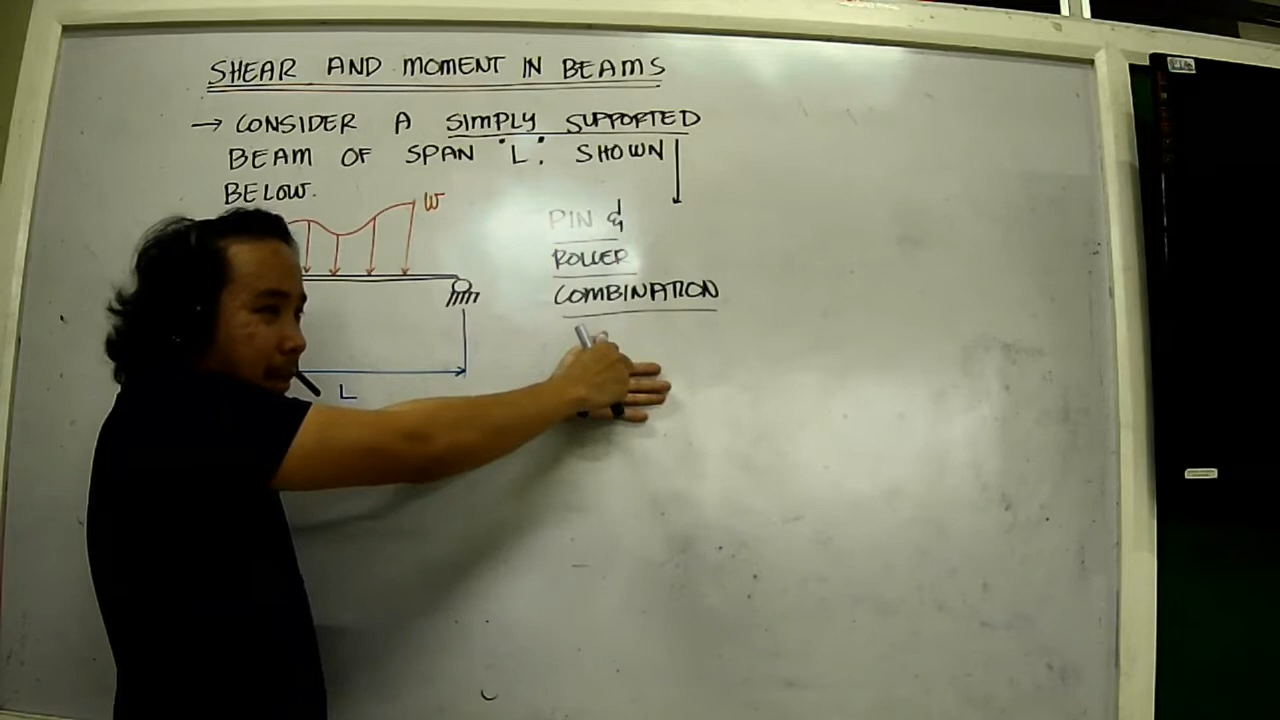 SHEAR AND MOMENT IN BEAMS
→ CONSIDER A SIMPLY SUPPORTED
BEAM OF SPAN "L". SHOWN
BELOW.
W
PIN &
ROLLER
COMBINATION
L